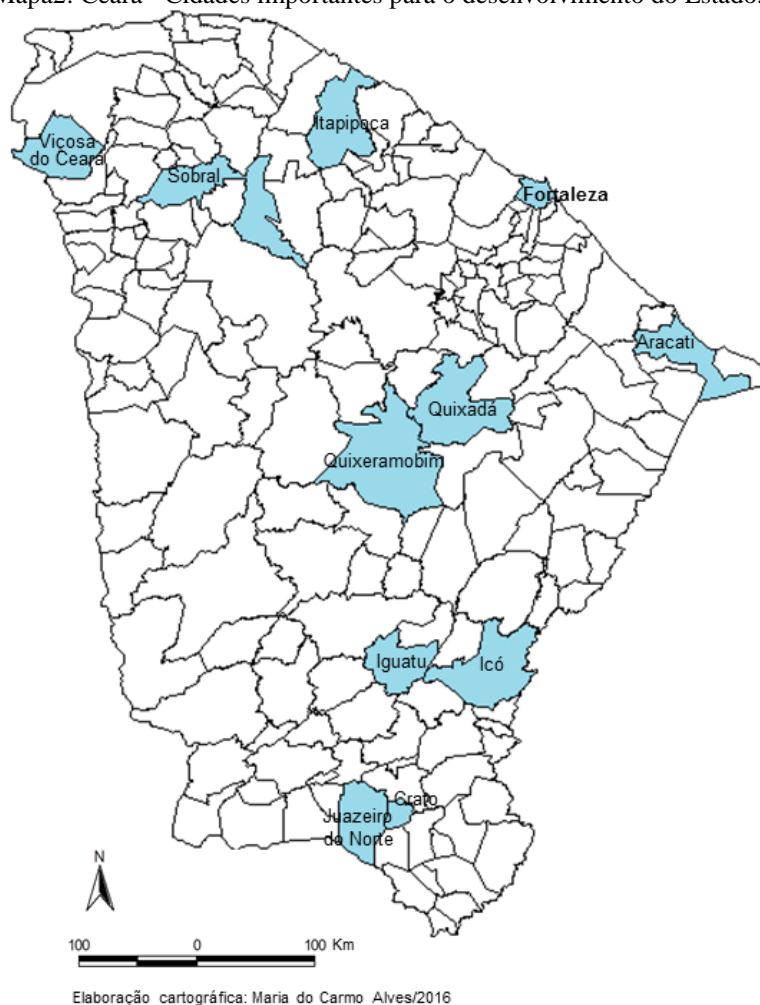 Mapa2: Ceará - Cidades importantes para o desenvolvimento do Estado.
Itapipoca
Viçosa
do Ceará
Sobral
Fortaleza
Aracati
Quixadá
Quixeramobim
Iguatu
Icó
Crato
Juazeiro
do Norte
N
100 0 100 Km
Elaboração cartográfica: Maria do Carmo Alves/2016